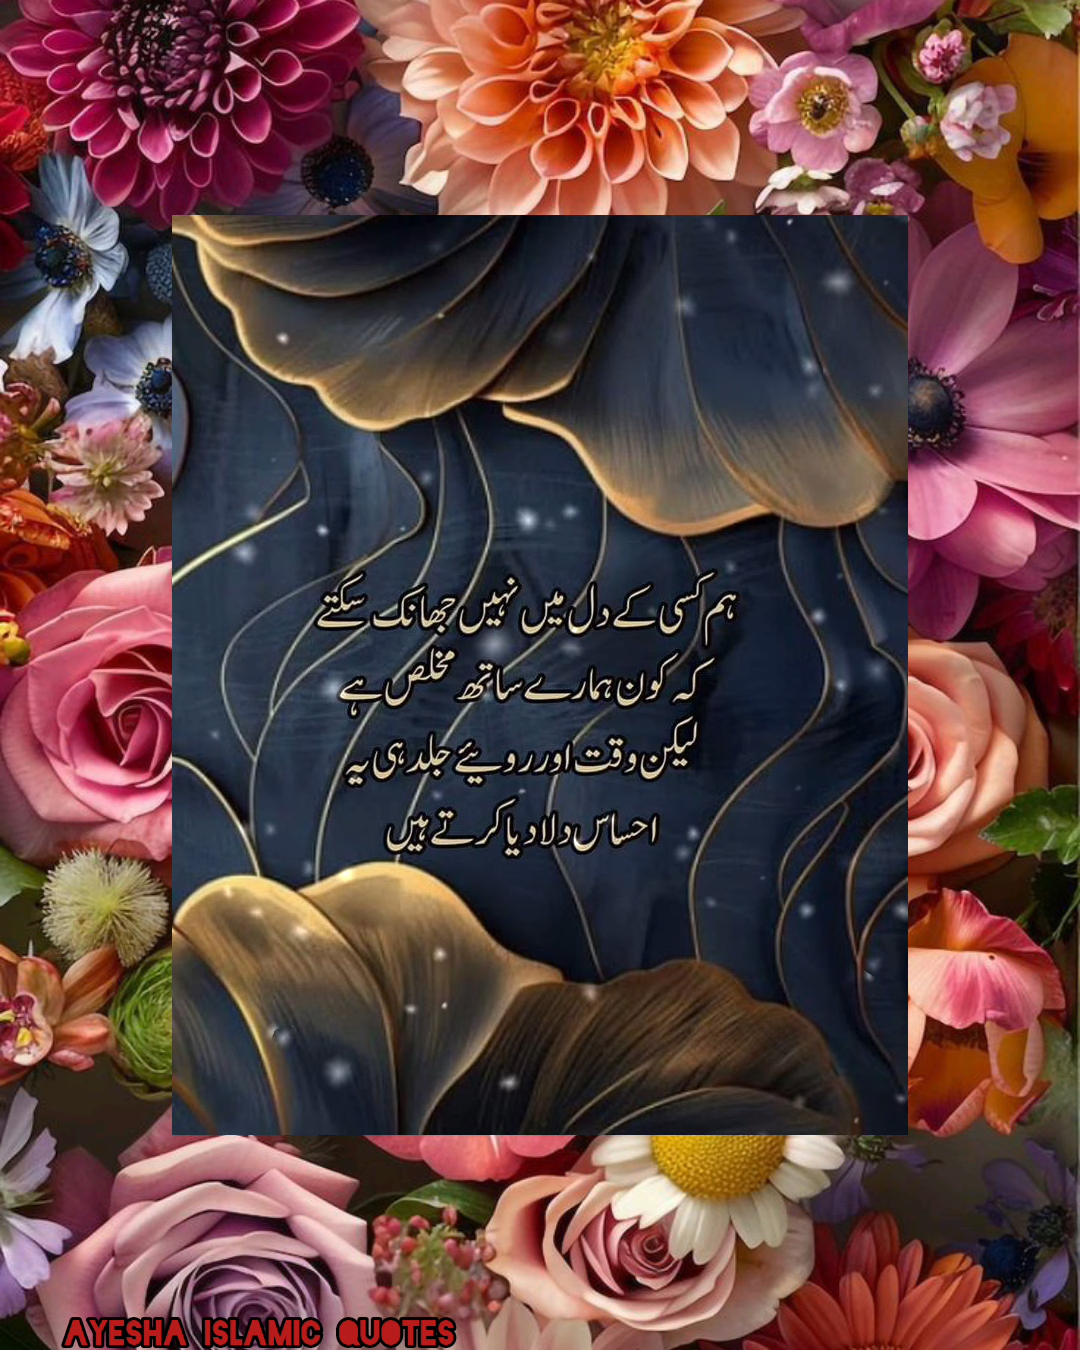 ہم کسی کے دل میں نہیں جھانک سکتے
کہ کون ہمارے ساتھ مخلص ہے
لیکن وقت اور رویئے جلد ہی یہ
احساس دلا دیا کرتے ہیں
AYESHA ISLAMIC QUOTES